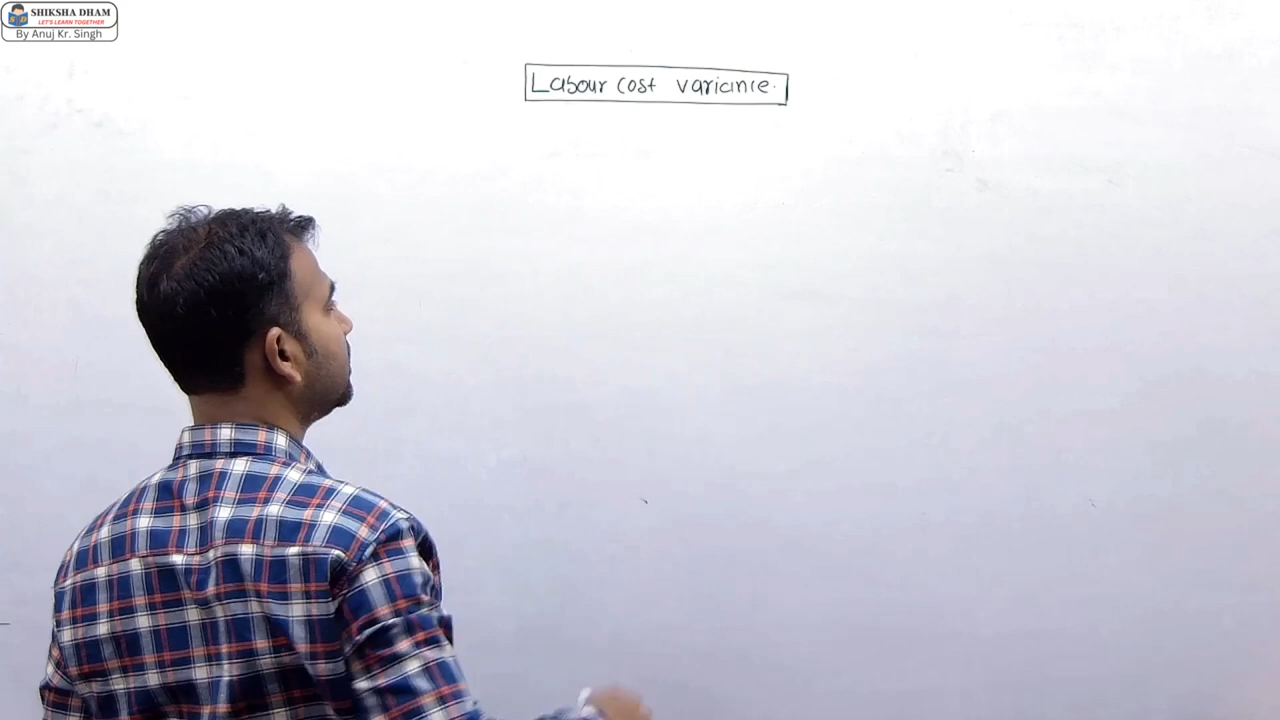 SHIKSHA DHAM
LET'S LEARN TOGETHER
By Anuj Kr. Singh
Labour cost variance.